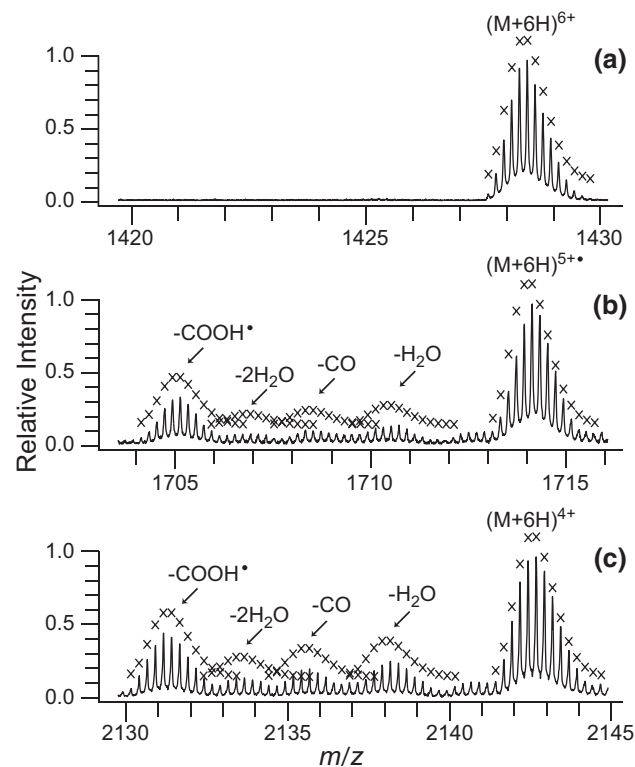 (M+6H)⁶⁺
(a)
1.0
0.5
0.0
1420
1425
1430
Relative Intensity
(M+6H)⁵⁺•
(b)
1.0
0.5
0.0
-COOH•
-2H₂O
-CO
-H₂O
1705
1710
1715
(M+6H)⁴⁺
(c)
1.0
0.5
0.0
-COOH•
-2H₂O
-CO
-H₂O
2130
2135
2140
2145
m/z